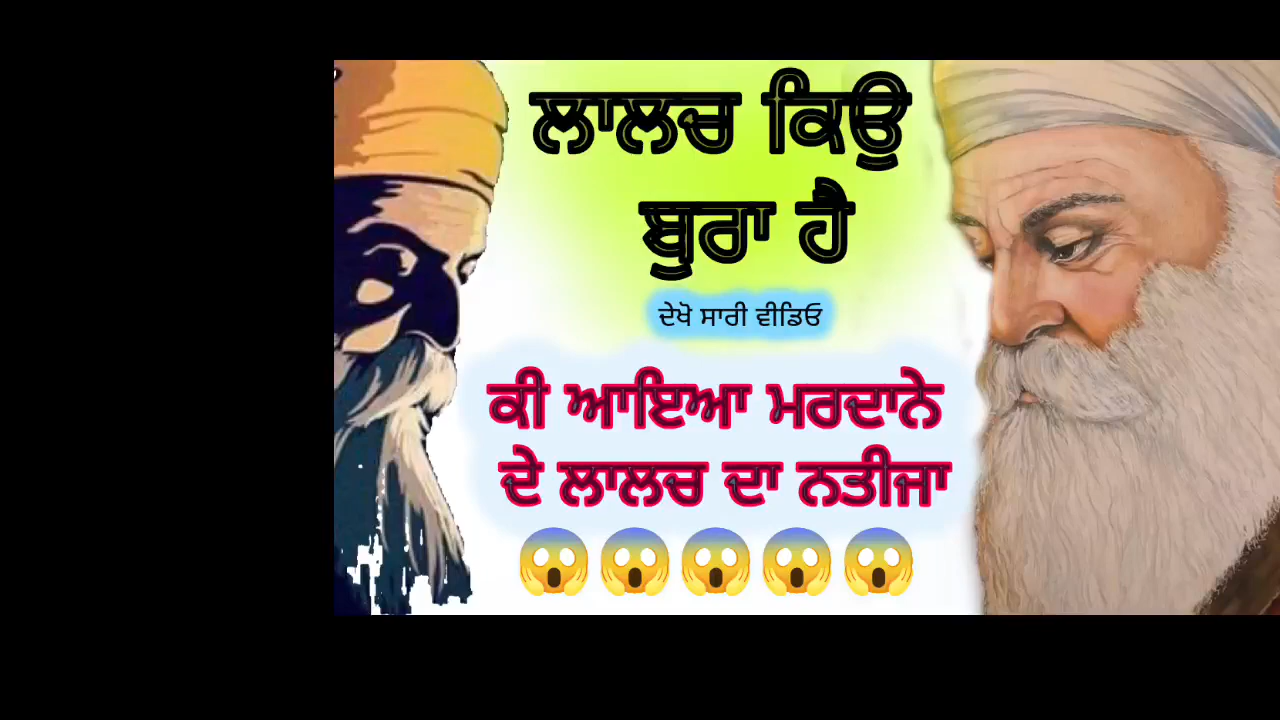 ਲਾਲਚ ਕਿਉ
ਬੁਰਾ ਹੈ
ਦੇਖੋ ਸਾਰੀ ਵੀਡਿਓ
ਕੀ ਆਇਆ ਮਰਦਾਨੇ
ਦੇ ਲਾਲਚ ਦਾ ਨਤੀਜਾ
😱😱😱😱😱